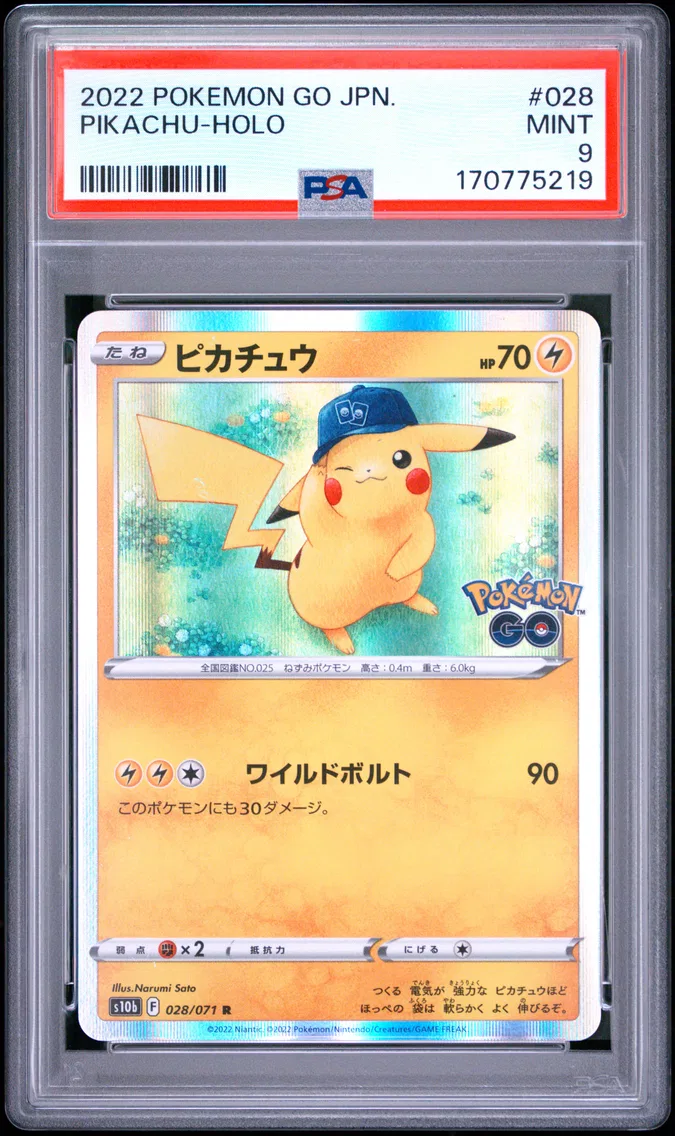 2022 POKEMON GO JPN.
#028
PIKACHU-HOLO
MINT
9
PSA
170775219
たね
ピカチュウ
HP70
Pokémon™
GO
全国図鑑NO.025 ねずみポケモン 高さ:0.4m 重さ:6.0kg
ワイルドボルト
90
このポケモンにも30ダメージ。
弱点
×2
抵抗力
にげる
Illus.Narumi Sato
s10b
F
028/071 R
つくる 電気が 強力な ピカチュウほど
ほっぺの 袋は 軟らかく よく 伸びるぞ。
©2022 Niantic. ©2022 Pokémon/Nintendo/Creatures/GAME FREAK